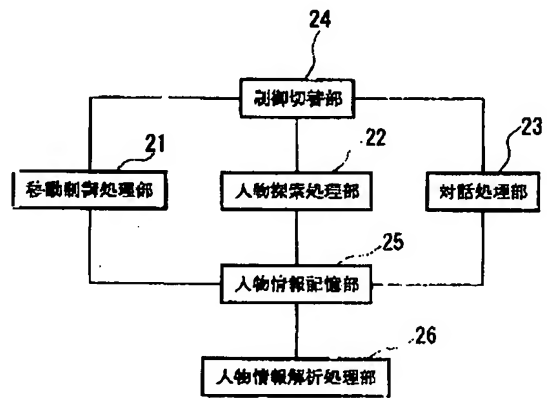 24
制御切替部
21
22
23
移動制御処理部
人物探索処理部
対話処理部
25
人物情報記憶部
26
人物情報解析処理部